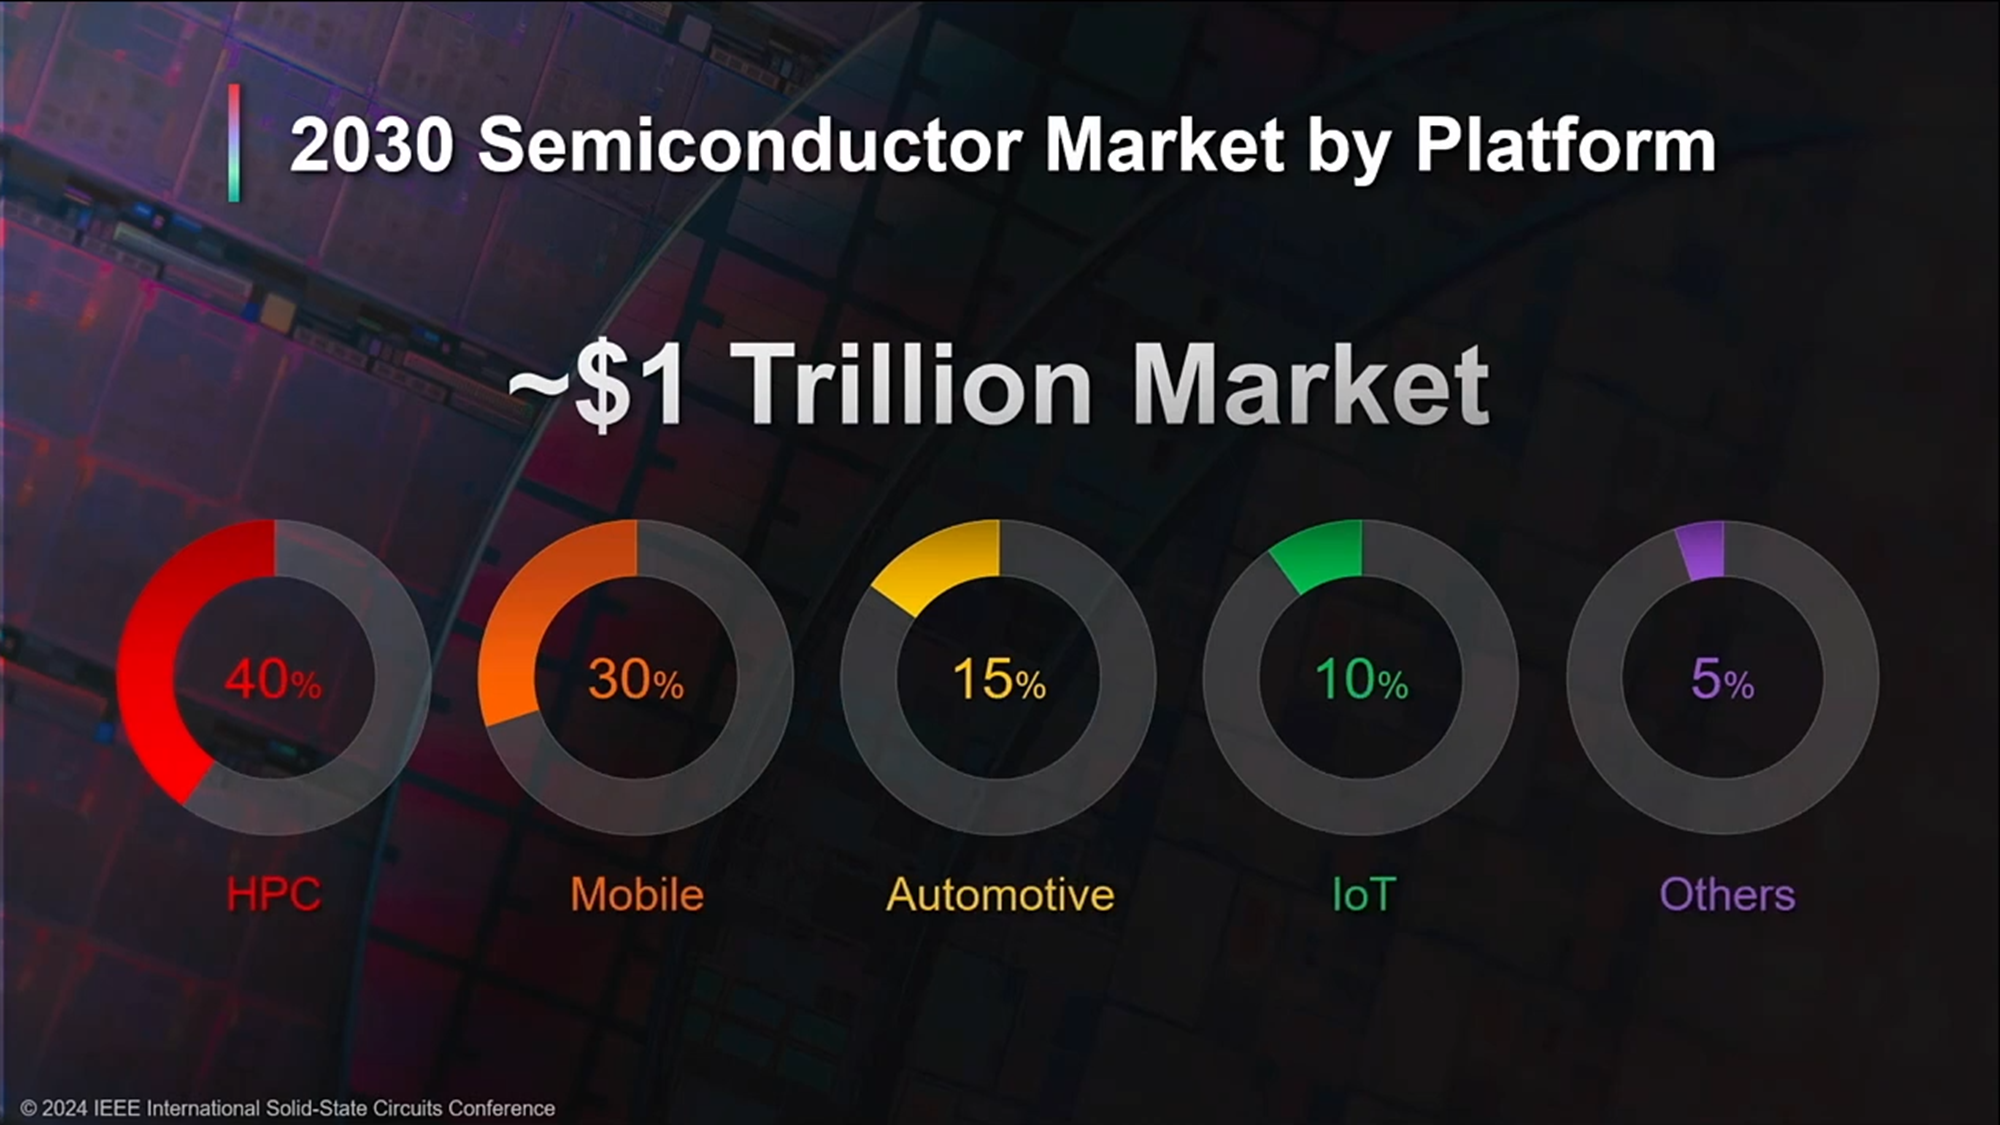 2030 Semiconductor Market by Platform
~$1 Trillion Market
40%
30%
15%
10%
5%
HPC
Mobile
Automotive
IoT
Others
© 2024 IEEE International Solid-State Circuits Conference